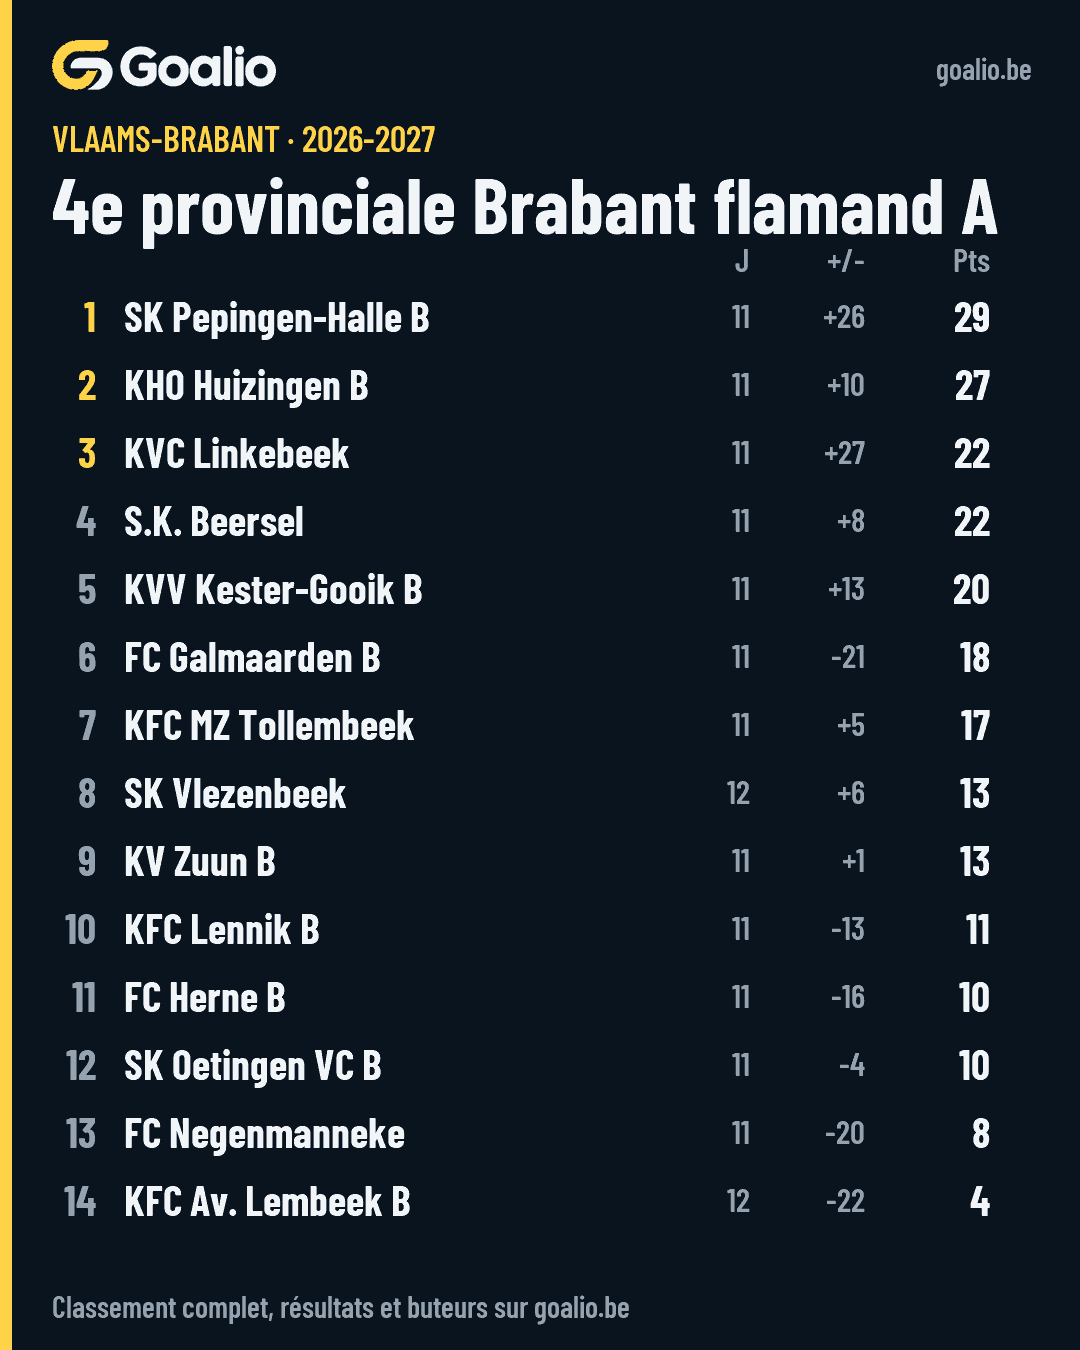 Goalio
goalio.be
VLAAMS-BRABANT · 2026-2027
4e provinciale Brabant flamand A
J +/- Pts
1 SK Pepingen-Halle B 11 +26 29
2 KHO Huizingen B 11 +10 27
3 KVC Linkebeek 11 +27 22
4 S.K. Beersel 11 +8 22
5 KVV Kester-Gooik B 11 +13 20
6 FC Galmaarden B 11 -21 18
7 KFC MZ Tollembeek 11 +5 17
8 SK Vlezenbeek 12 +6 13
9 KV Zuun B 11 +1 13
10 KFC Lennik B 11 -13 11
11 FC Herne B 11 -16 10
12 SK Oetingen VC B 11 -4 10
13 FC Negenmanneke 11 -20 8
14 KFC Av. Lembeek B 12 -22 4
Classement complet, résultats et buteurs sur goalio.be